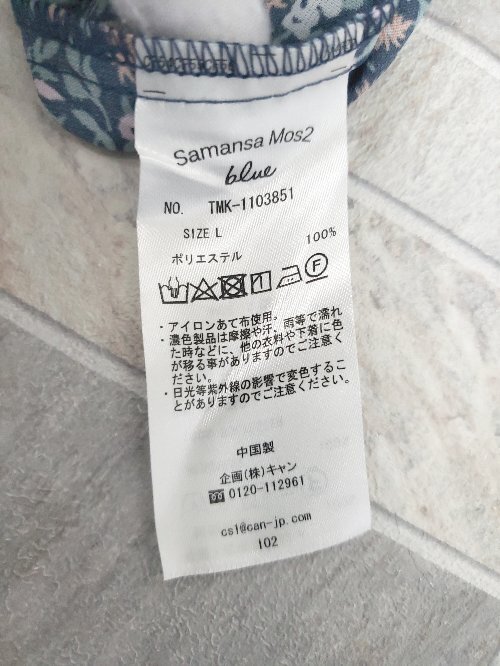 Samansa Mos2
blue
NO. TMK-1103851
SIZE L
ポリエステル 100%
F
・アイロンあて布使用。
・濃色製品は摩擦や汗、雨等で濡れ
た時などに、他の衣料や下着に色
が移る事がありますのでご注意く
ださい。
・日光等紫外線の影響で変色するこ
とがありますのでご注意ください。
中国製
企画(株)キャン
0120-112961
cs1@can-jp.com
102